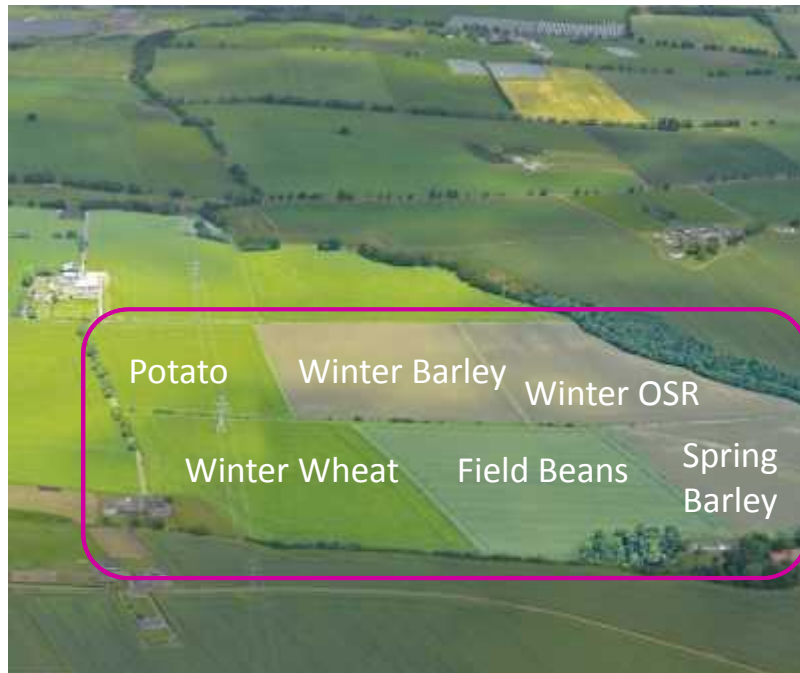 Potato
Winter Barley
Winter OSR
Winter Wheat
Field Beans
Spring
Barley